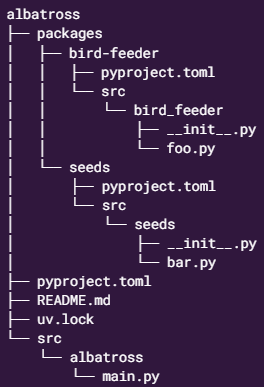 albatross
├── packages
│   ├── bird-feeder
│   │   ├── pyproject.toml
│   │   └── src
│   │       └── bird_feeder
│   │           ├── __init__.py
│   │           └── foo.py
│   └── seeds
│       ├── pyproject.toml
│       └── src
│           └── seeds
│               ├── __init__.py
│               └── bar.py
├── pyproject.toml
├── README.md
├── uv.lock
└── src
    └── albatross
        └── main.py